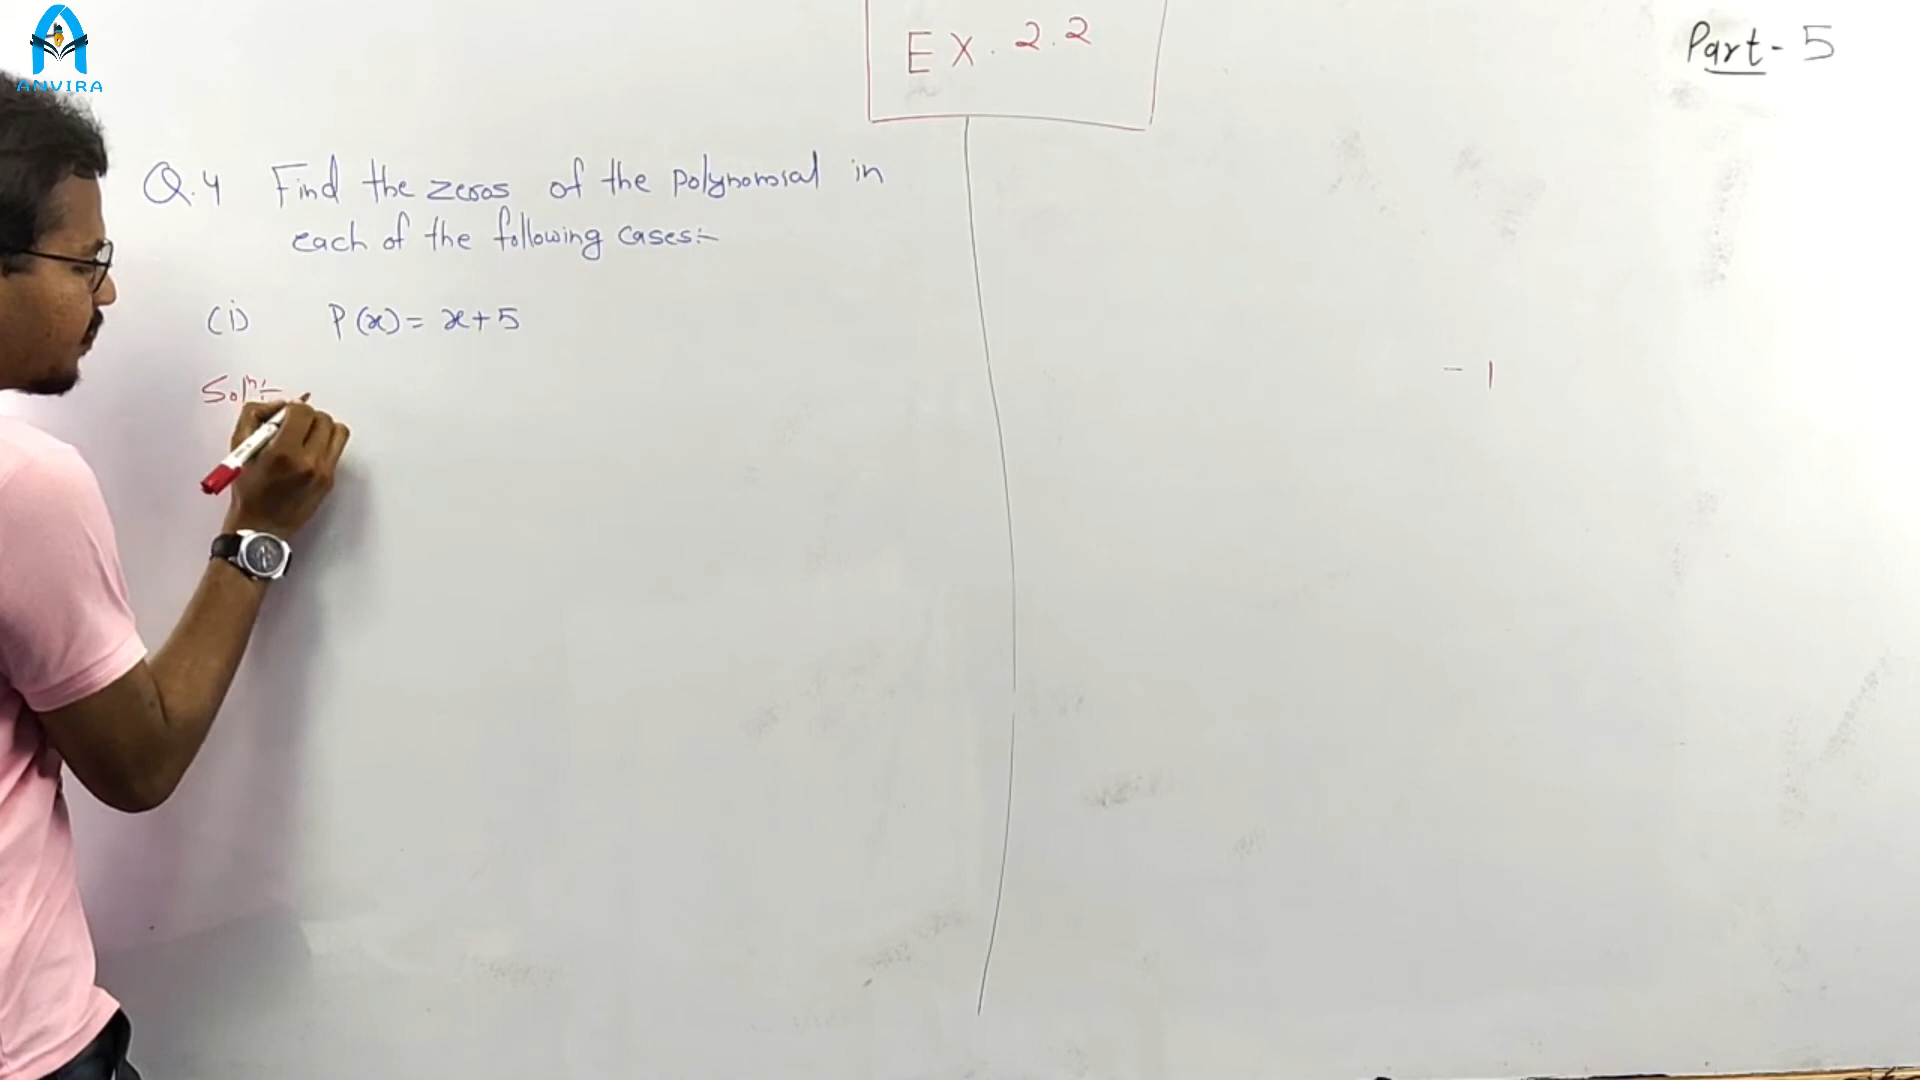 ANVIRA
Ex. 2.2
Part - 5
Q.4 Find the zeros of the polynomial in
each of the following cases:-
(i) P(x) = x+5
Solⁿ:-
- 1